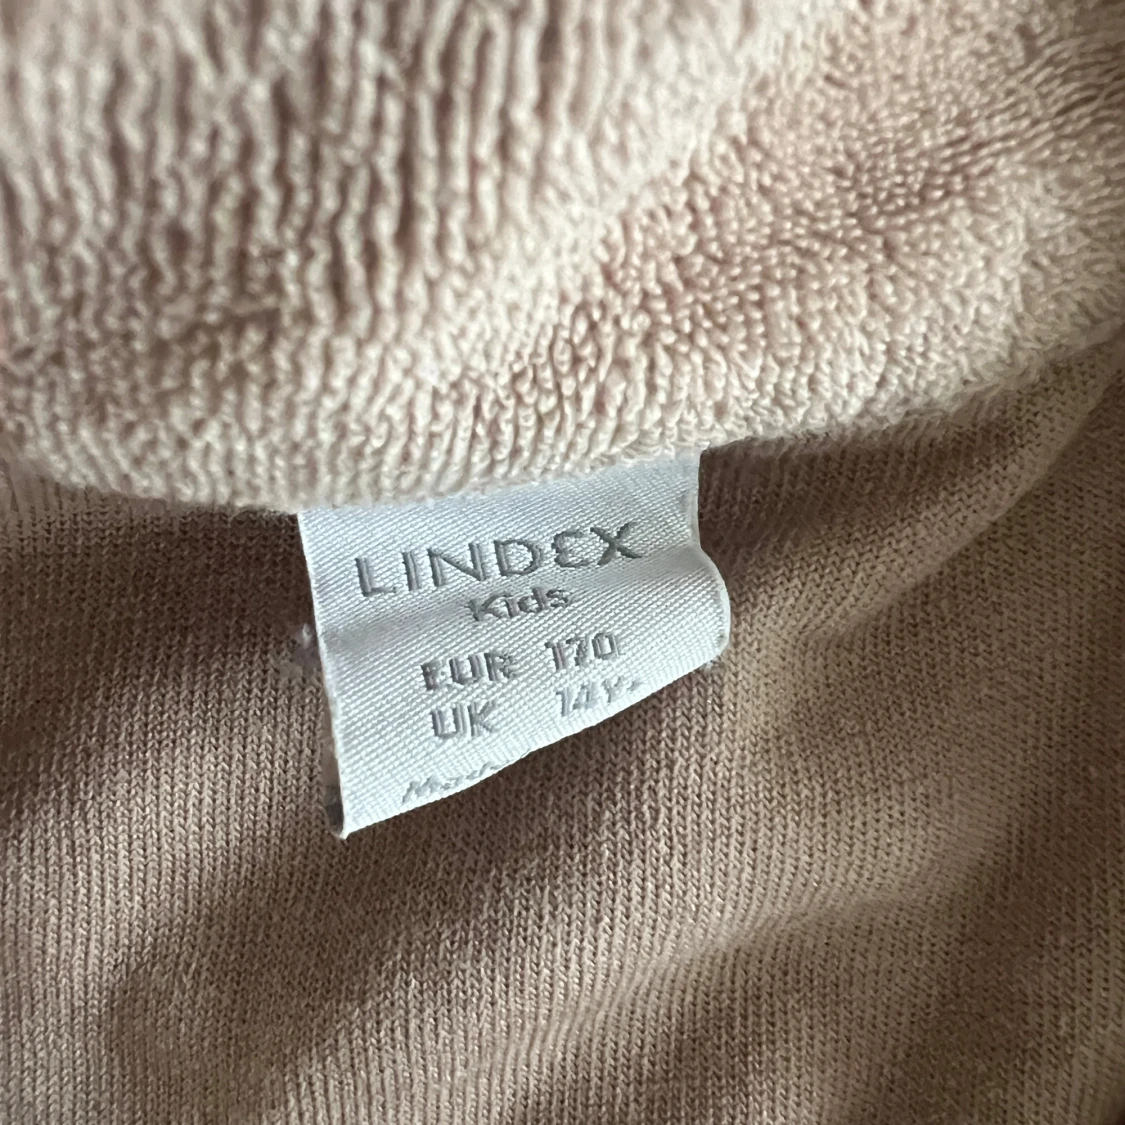 LINDEX
Kids
EUR 170
UK 14Y+